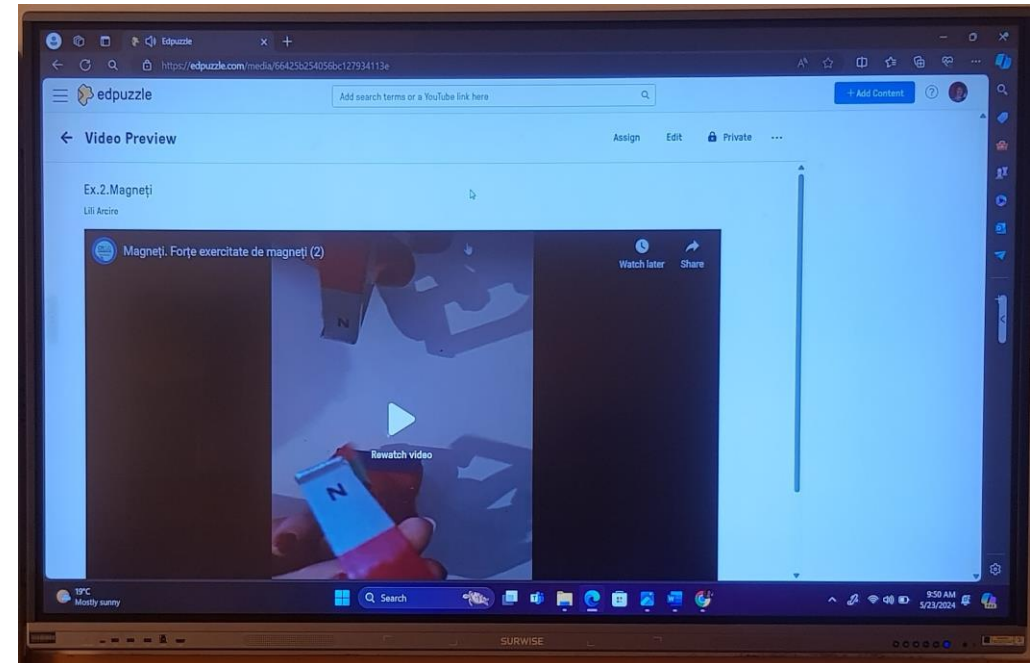 Edpuzzle
https://edpuzzle.com/media/66425b254056bc127934113e
edpuzzle
Add search terms or a YouTube link here
+ Add Content
?
Video Preview
Assign Edit Private ...
Ex.2.Magneți
Lili Arcire
Magneți. Forțe exercitate de magneți (2)
Watch later Share
N
Rewatch video
N
19°C
Mostly sunny
Search
9:50 AM
5/23/2024
SURWISE